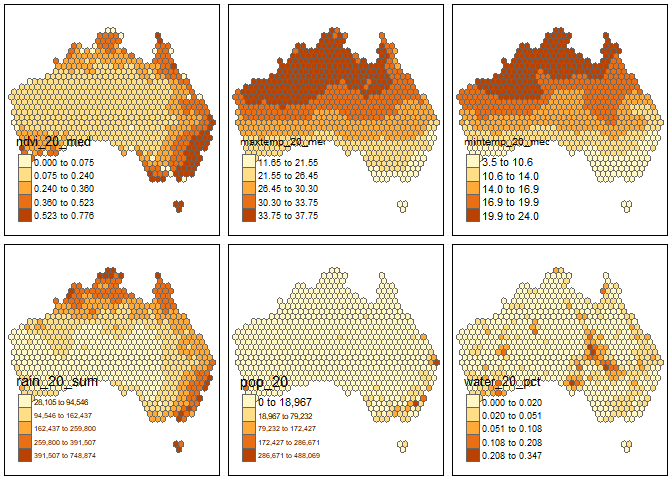 ndvi_20_med
0.000 to 0.075
0.075 to 0.240
0.240 to 0.360
0.360 to 0.523
0.523 to 0.776
maxtemp_20_med
11.65 to 21.55
21.55 to 26.45
26.45 to 30.30
30.30 to 33.75
33.75 to 37.75
mintemp_20_med
3.5 to 10.6
10.6 to 14.0
14.0 to 16.9
16.9 to 19.9
19.9 to 24.0
rain_20_sum
28,105 to 94,546
94,546 to 162,437
162,437 to 259,800
259,800 to 391,507
391,507 to 748,874
pop_20
0 to 18,967
18,967 to 79,232
79,232 to 172,427
172,427 to 286,671
286,671 to 488,069
water_20_pct
0.000 to 0.020
0.020 to 0.051
0.051 to 0.108
0.108 to 0.208
0.208 to 0.347